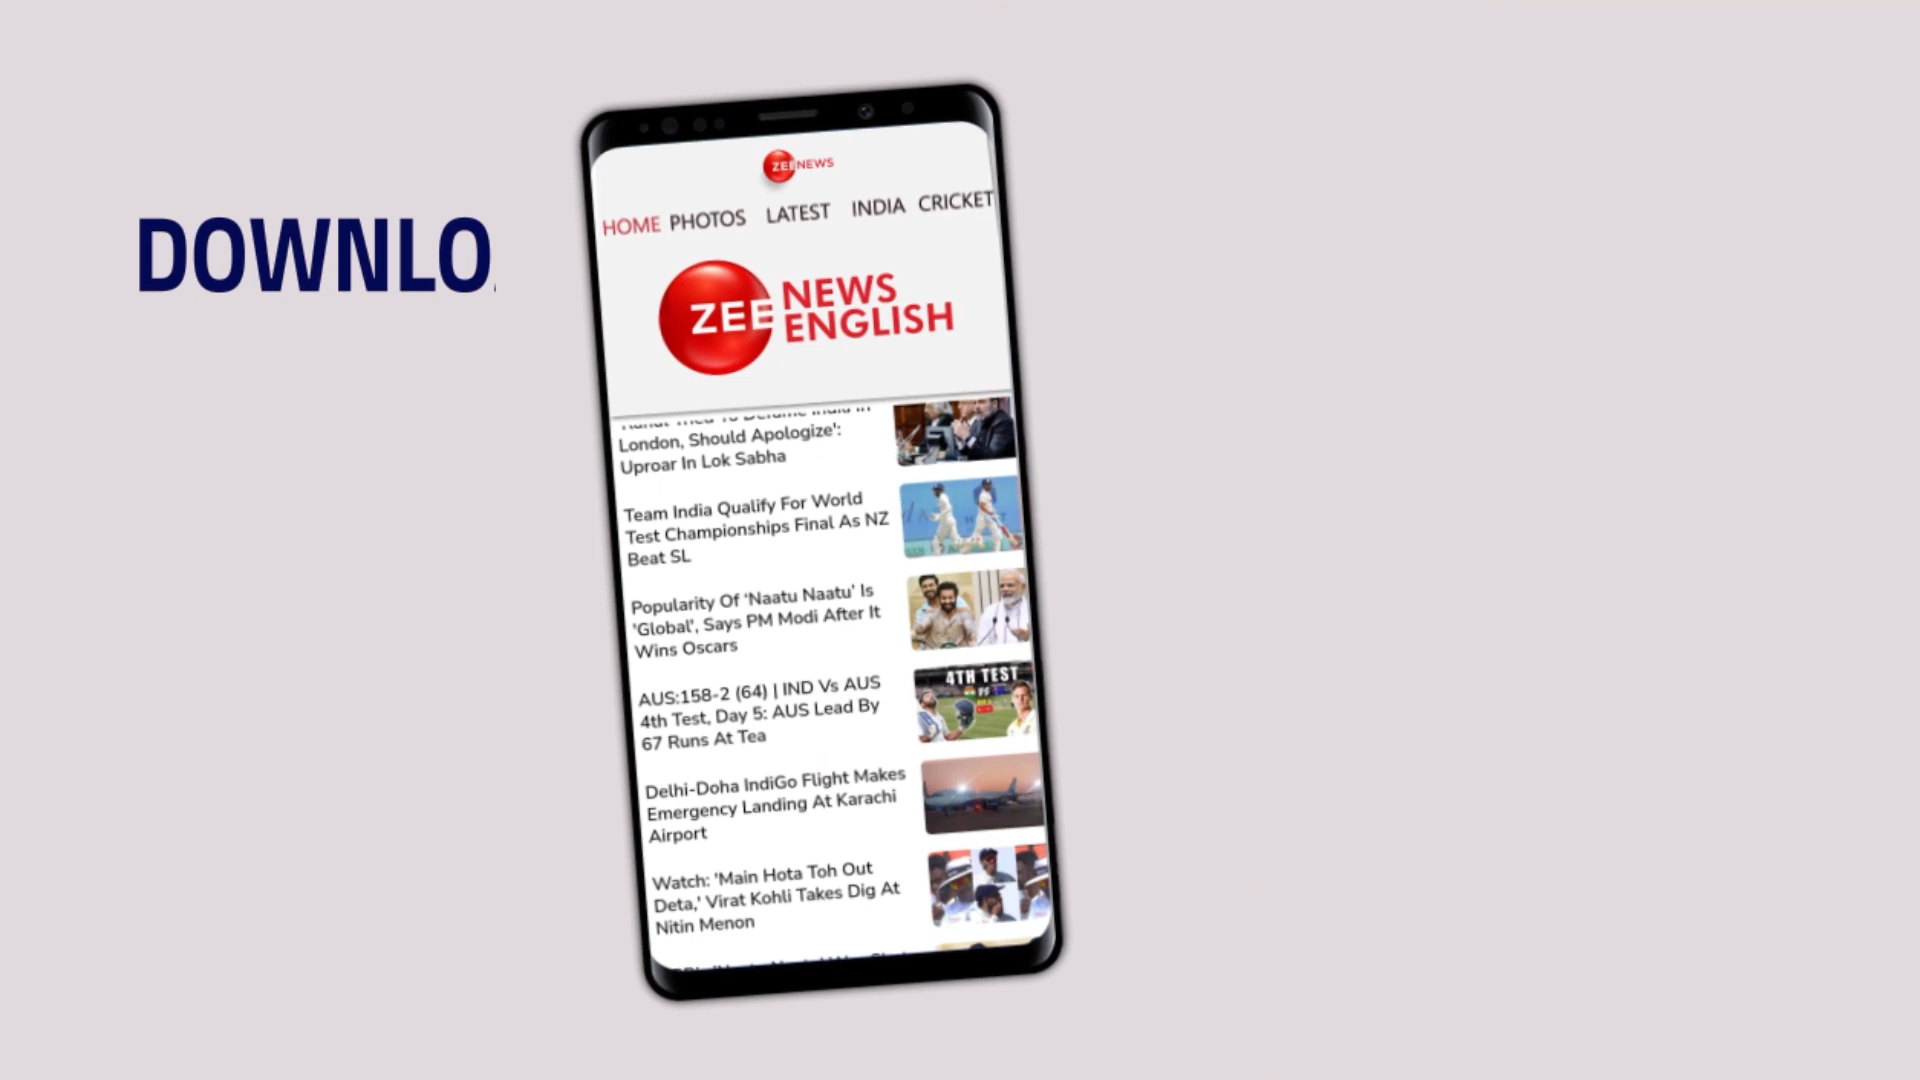 DOWNLO
ZEE NEWS
HOME PHOTOS LATEST INDIA CRICKET
ZEE NEWS
ENGLISH
London, Should Apologize':
Uproar In Lok Sabha
Team India Qualify For World
Test Championships Final As NZ
Beat SL
Popularity Of ‘Naatu Naatu’ Is
'Global', Says PM Modi After It
Wins Oscars
4TH TEST
AUS:158-2 (64) | IND Vs AUS
4th Test, Day 5: AUS Lead By
67 Runs At Tea
Delhi-Doha IndiGo Flight Makes
Emergency Landing At Karachi
Airport
Watch: 'Main Hota Toh Out
Deta,' Virat Kohli Takes Dig At
Nitin Menon